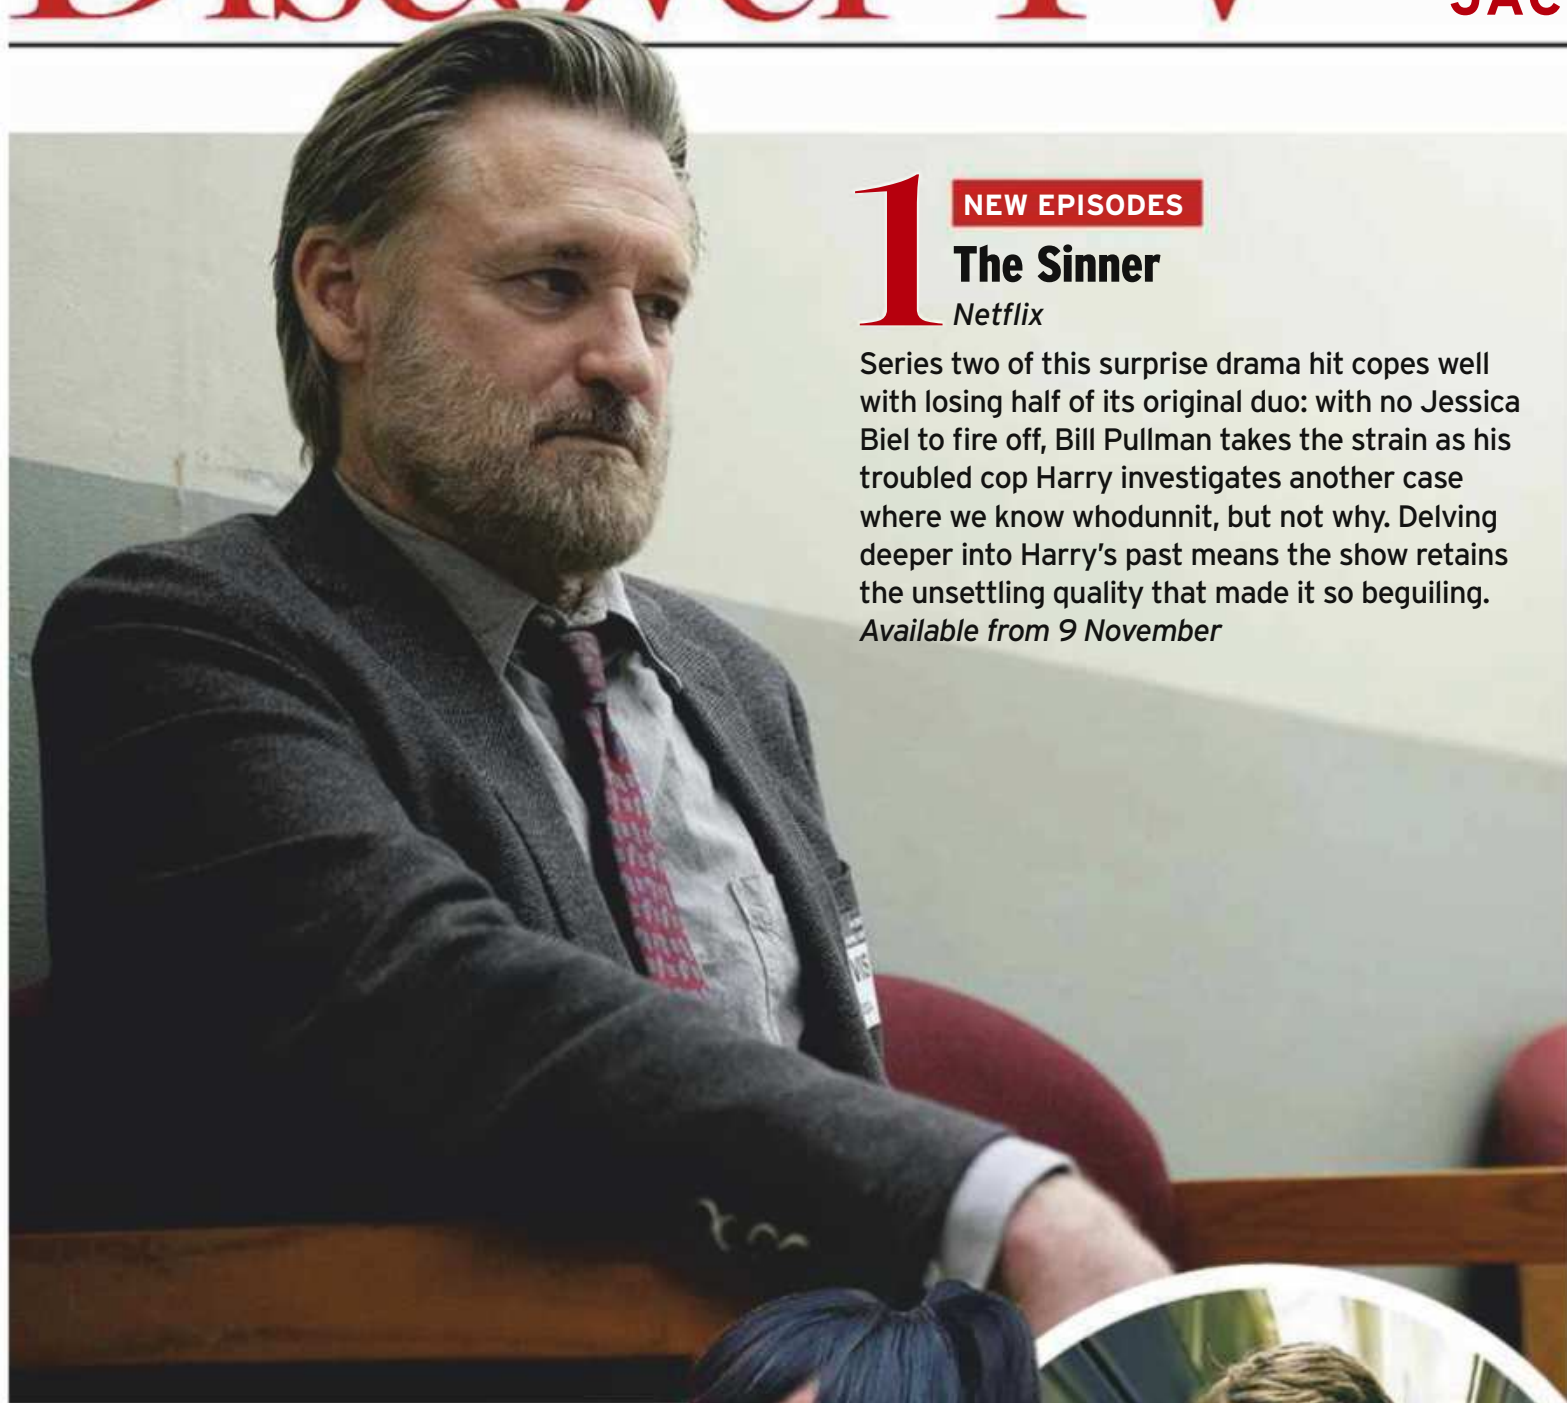 Discover TV
JAC
1
NEW EPISODES
The Sinner
Netflix
Series two of this surprise drama hit copes well
with losing half of its original duo: with no Jessica
Biel to fire off, Bill Pullman takes the strain as his
troubled cop Harry investigates another case
where we know whodunnit, but not why. Delving
deeper into Harry’s past means the show retains
the unsettling quality that made it so beguiling.
Available from 9 November